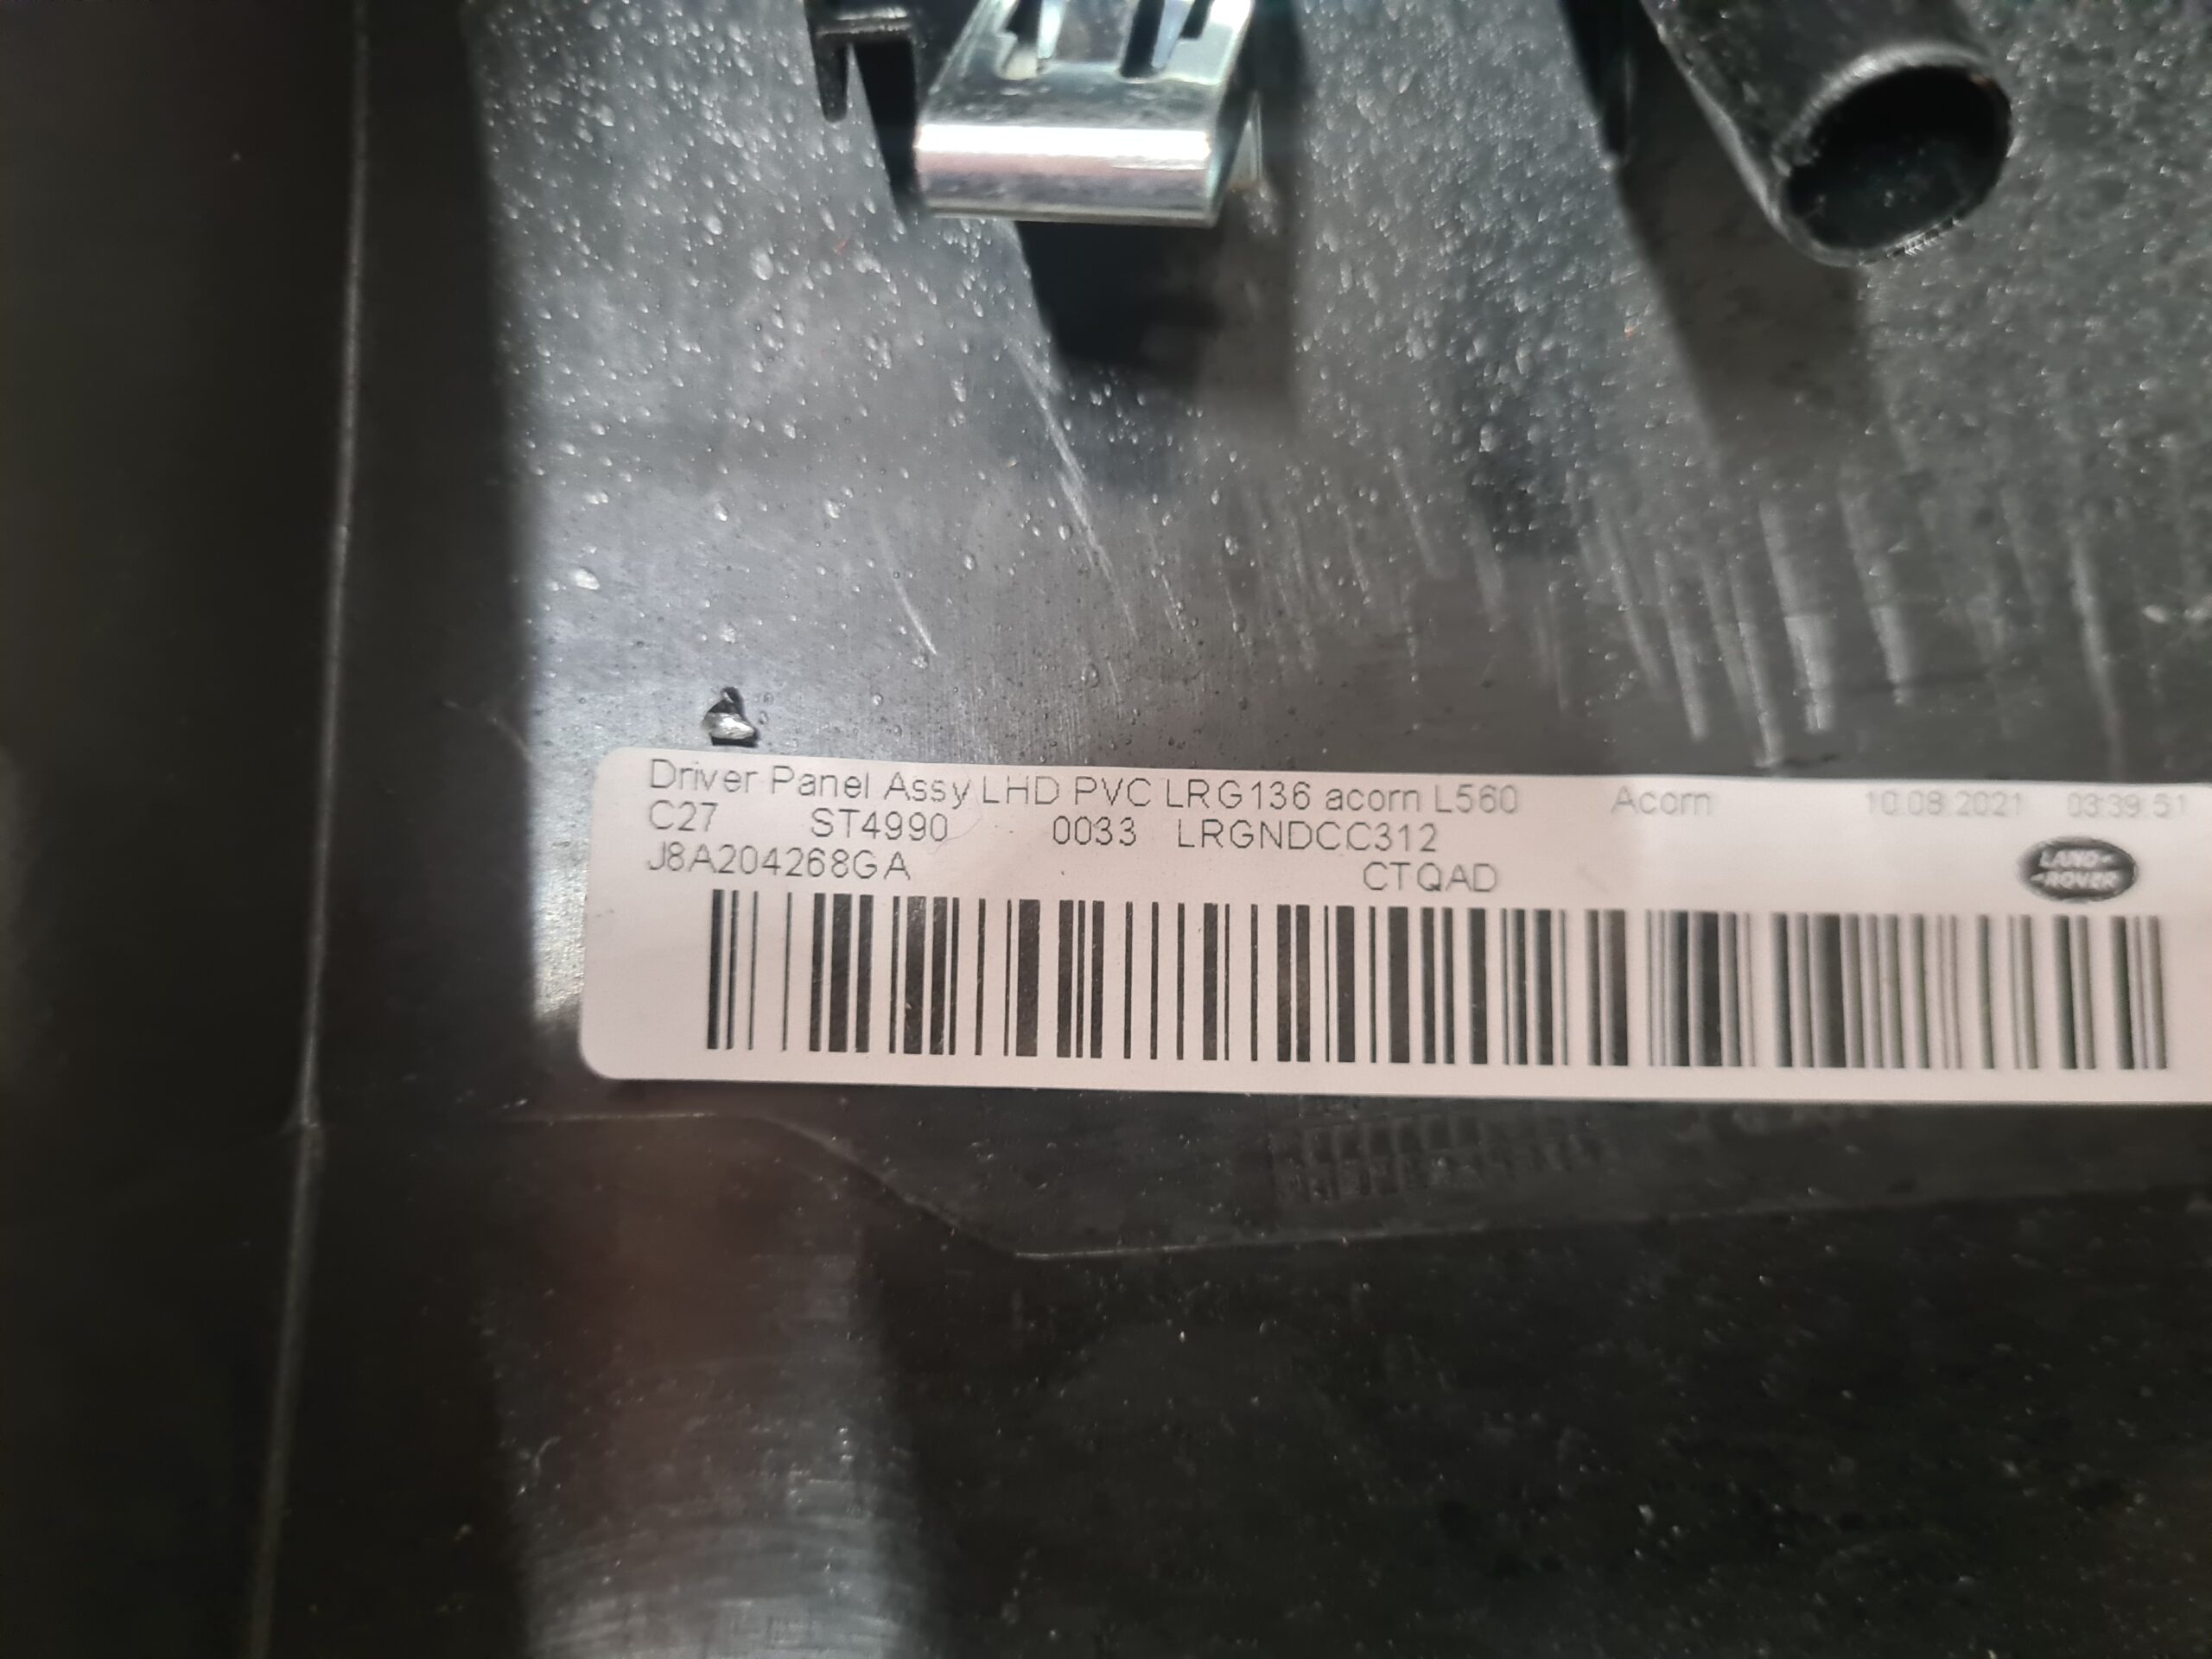 Driver Panel Assy LHD PVC LRG136 acorn L560 Acorn 10.08.2021 03:39:51
C27 ST4990 0033 LRGNDCC312
J8A204268GA CTQAD
LAND-
-ROVER